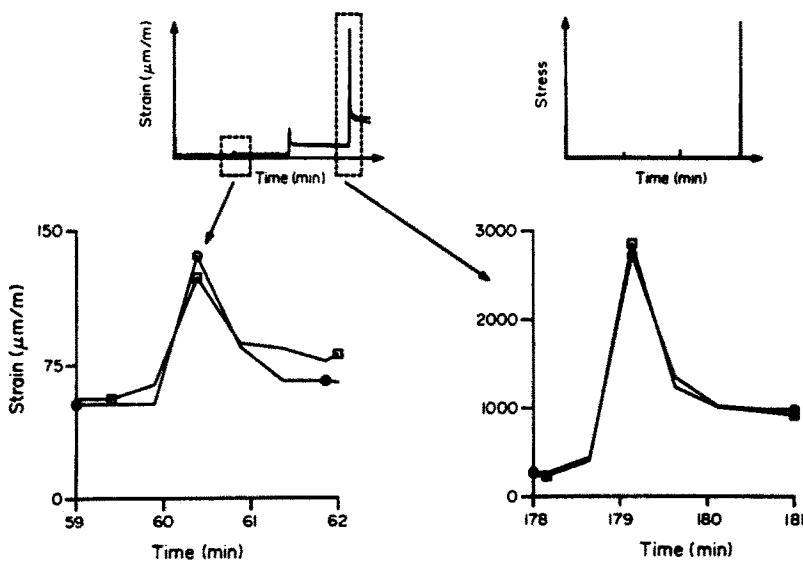 Strain (μm/m)
Time (min)
Stress
Time (min)
150
75
0
Strain (μm/m)
59 60 61 62
Time (min)
3000
2000
1000
0
178 179 180 181
Time (min)